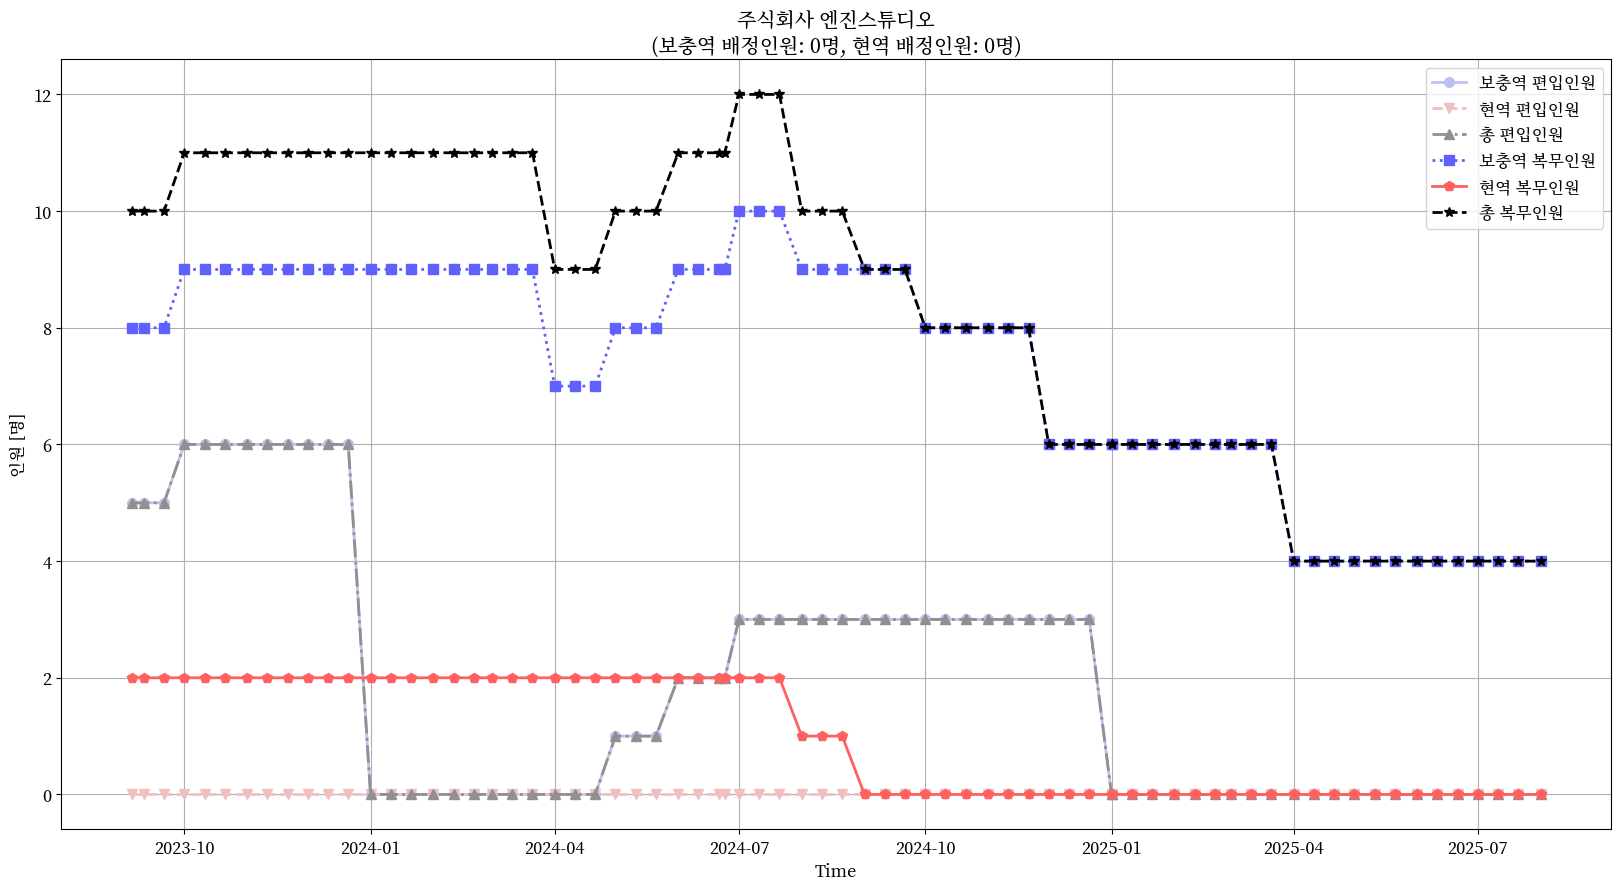 주식회사 엔진스튜디오
(보충역 배정인원: 0명, 현역 배정인원: 0명)
보충역 편입인원
현역 편입인원
총 편입인원
보충역 복무인원
현역 복무인원
총 복무인원
12
10
8
6
4
2
0
인원 [명]
2023-10
2024-01
2024-04
2024-07
2024-10
2025-01
2025-04
2025-07
Time